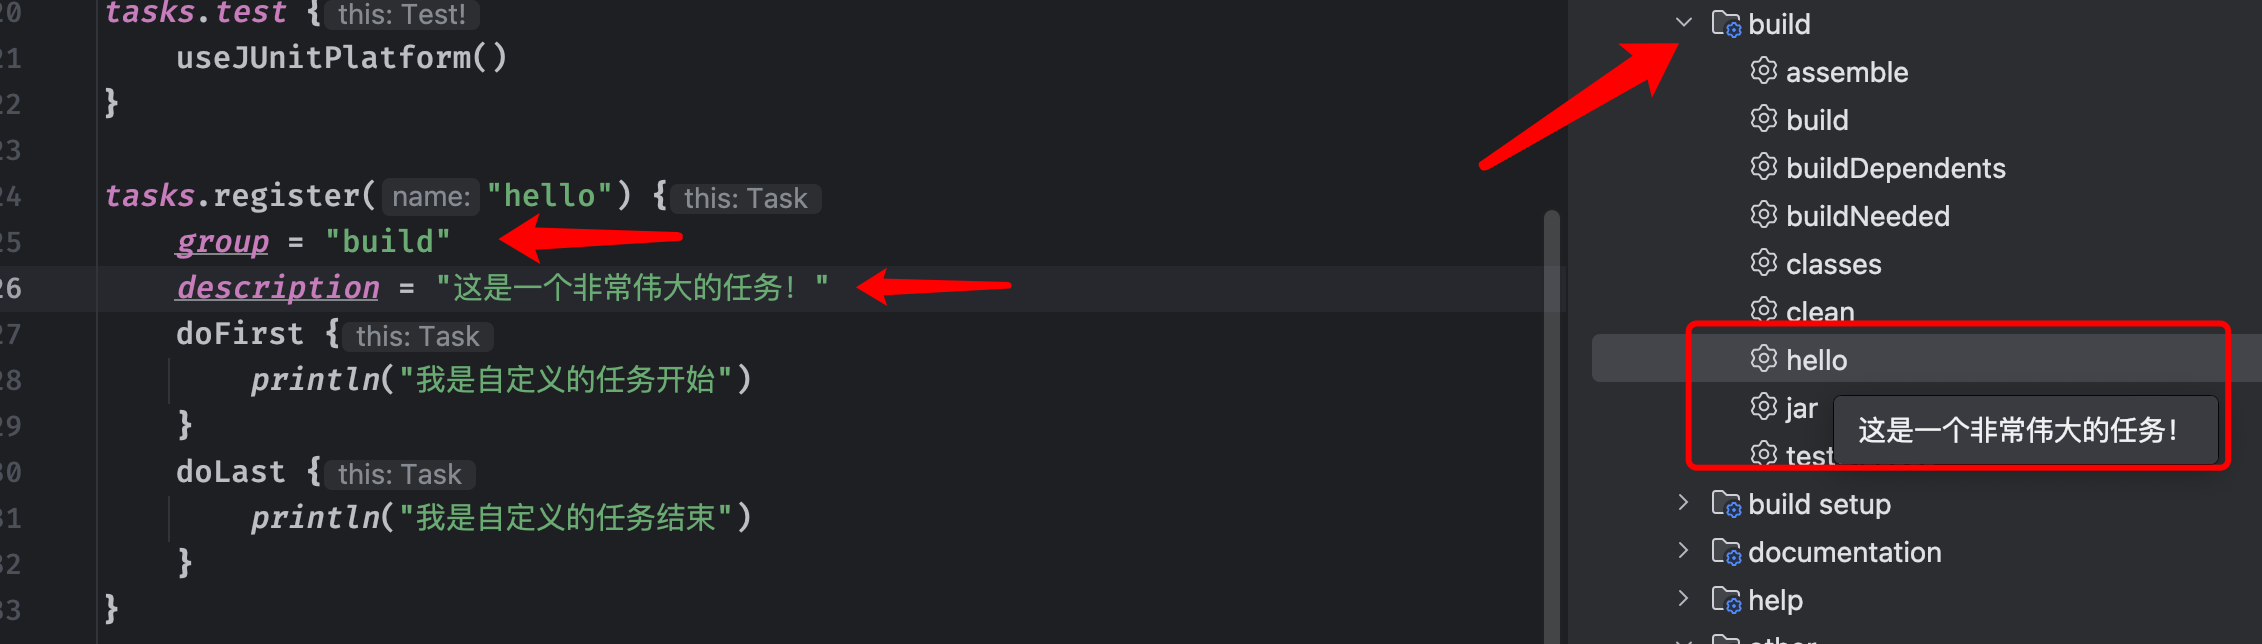 20 tasks.test { this: Test!
21 useJUnitPlatform()
22 }
23
24 tasks.register( name: "hello") { this: Task
25 group = "build"
26 description = "这是一个非常伟大的任务！"
27 doFirst { this: Task
28 println("我是自定义的任务开始")
29 }
30 doLast { this: Task
31 println("我是自定义的任务结束")
32 }
33 }
build
assemble
build
buildDependents
buildNeeded
classes
clean
hello
jar
这是一个非常伟大的任务！
test
build setup
documentation
help
other